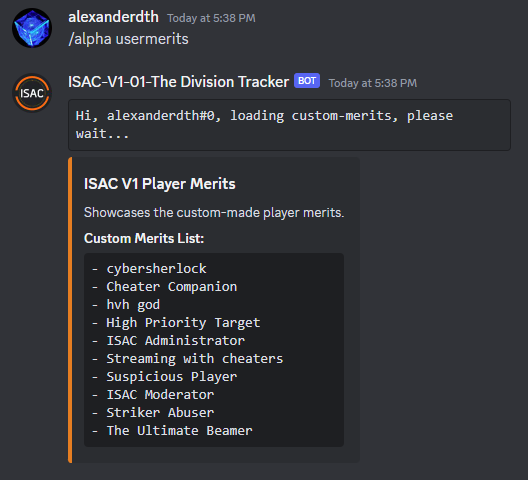 alexanderdth Today at 5:38 PM
/alpha usermerits
ISAC
ISAC-V1-01-The Division Tracker BOT Today at 5:38 PM
Hi, alexanderdth#0, loading custom-merits, please
wait...
ISAC V1 Player Merits
Showcases the custom-made player merits.
Custom Merits List:
- cybersherlock
- Cheater Companion
- hvh god
- High Priority Target
- ISAC Administrator
- Streaming with cheaters
- Suspicious Player
- ISAC Moderator
- Striker Abuser
- The Ultimate Beamer